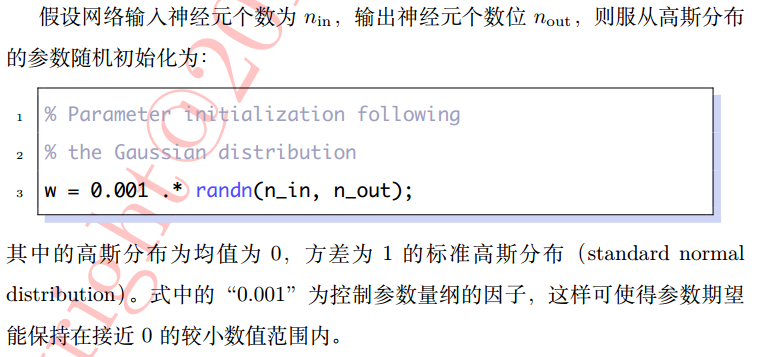 假设网络输入神经元个数为 n_in，输出神经元个数位 n_out，则服从高斯分布
的参数随机初始化为：
1 % Parameter initialization following
2 % the Gaussian distribution
3 w = 0.001 .* randn(n_in, n_out);
其中的高斯分布为均值为 0，方差为 1 的标准高斯分布（standard normal
distribution）。式中的“0.001”为控制参数量纲的因子，这样可使得参数期望
能保持在接近 0 的较小数值范围内。
right@20